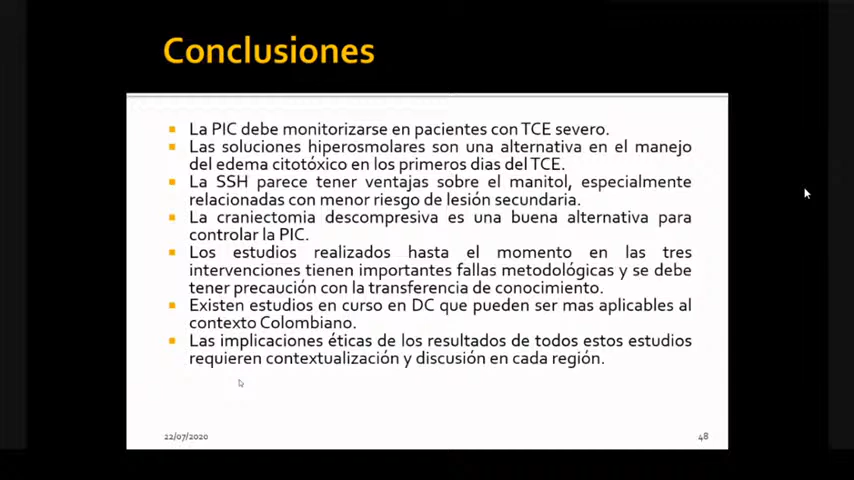 Conclusiones
La PIC debe monitorizarse en pacientes con TCE severo.
Las soluciones hiperosmolares son una alternativa en el manejo
del edema citotóxico en los primeros dias del TCE.
La SSH parece tener ventajas sobre el manitol, especialmente
relacionadas con menor riesgo de lesión secundaria.
La craniectomia descompresiva es una buena alternativa para
controlar la PIC.
Los estudios realizados hasta el momento en las tres
intervenciones tienen importantes fallas metodológicas y se debe
tener precaución con la transferencia de conocimiento.
Existen estudios en curso en DC que pueden ser mas aplicables al
contexto Colombiano.
Las implicaciones éticas de los resultados de todos estos estudios
requieren contextualización y discusión en cada región.
22/07/2020
48